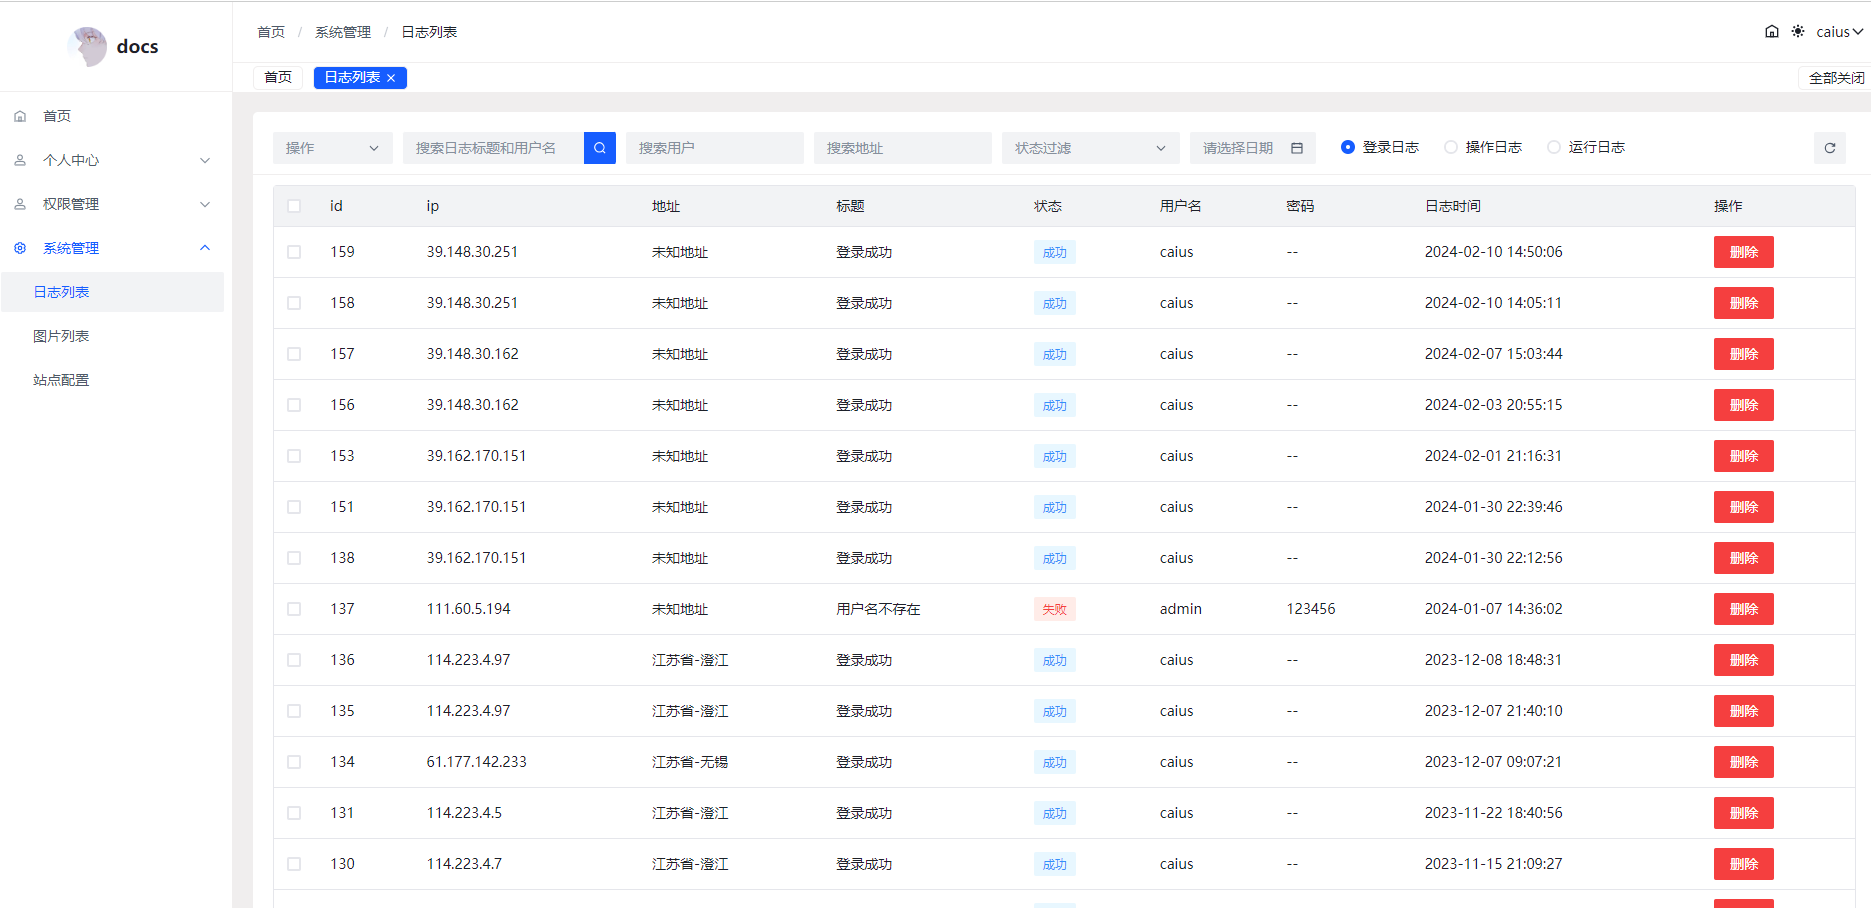 docs
首页 / 系统管理 / 日志列表
caius
首页 日志列表
全部关闭
首页
个人中心
权限管理
系统管理
日志列表
图片列表
站点配置
操作 搜索日志标题和用户名 搜索用户 搜索地址 状态过滤 请选择日期 登录日志 操作日志 运行日志
id ip 地址 标题 状态 用户名 密码 日志时间 操作
159 39.148.30.251 未知地址 登录成功 成功 caius -- 2024-02-10 14:50:06 删除
158 39.148.30.251 未知地址 登录成功 成功 caius -- 2024-02-10 14:05:11 删除
157 39.148.30.162 未知地址 登录成功 成功 caius -- 2024-02-07 15:03:44 删除
156 39.148.30.162 未知地址 登录成功 成功 caius -- 2024-02-03 20:55:15 删除
153 39.162.170.151 未知地址 登录成功 成功 caius -- 2024-02-01 21:16:31 删除
151 39.162.170.151 未知地址 登录成功 成功 caius -- 2024-01-30 22:39:46 删除
138 39.162.170.151 未知地址 登录成功 成功 caius -- 2024-01-30 22:12:56 删除
137 111.60.5.194 未知地址 用户名不存在 失败 admin 123456 2024-01-07 14:36:02 删除
136 114.223.4.97 江苏省-澄江 登录成功 成功 caius -- 2023-12-08 18:48:31 删除
135 114.223.4.97 江苏省-澄江 登录成功 成功 caius -- 2023-12-07 21:40:10 删除
134 61.177.142.233 江苏省-无锡 登录成功 成功 caius -- 2023-12-07 09:07:21 删除
131 114.223.4.5 江苏省-澄江 登录成功 成功 caius -- 2023-11-22 18:40:56 删除
130 114.223.4.7 江苏省-澄江 登录成功 成功 caius -- 2023-11-15 21:09:27 删除